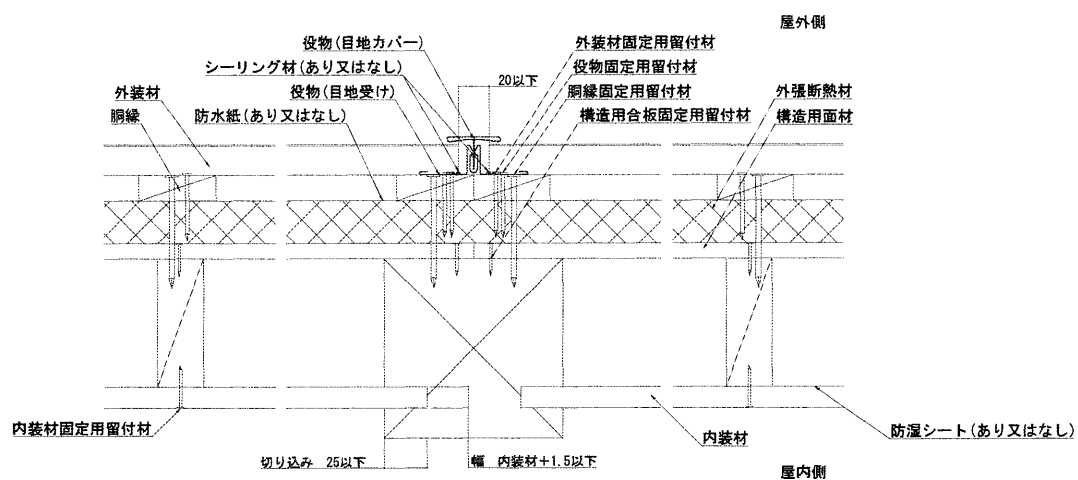 屋外側
役物(目地カバー)
外装材固定用留付材
シーリング材(あり又はなし)
役物固定用留付材
20以下
外装材
役物(目地受け)
胴縁固定用留付材
外張断熱材
胴縁
防水紙(あり又はなし)
構造用合板固定用留付材
構造用面材
内装材固定用留付材
内装材
防湿シート(あり又はなし)
切り込み 25以下
幅 内装材+1.5以下
屋内側